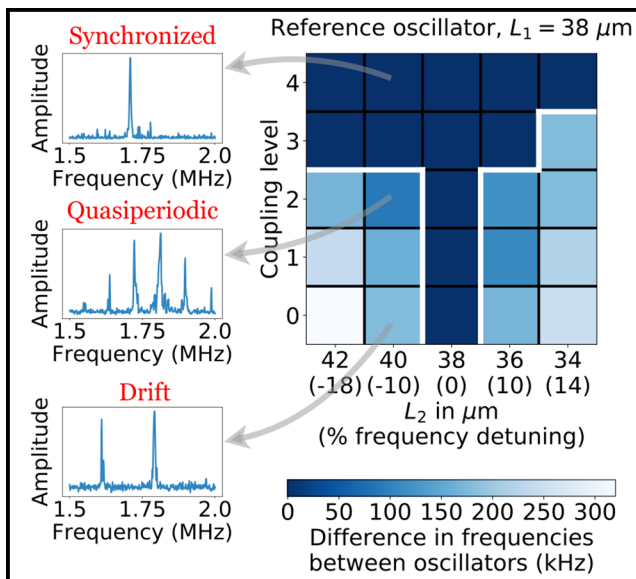 Synchronized
Amplitude
1.5 1.75 2.0
Frequency (MHz)
Quasiperiodic
Amplitude
1.5 1.75 2.0
Frequency (MHz)
Drift
Amplitude
1.5 1.75 2.0
Frequency (MHz)
Reference oscillator, L₁ = 38 μm
Coupling level
4
3
2
1
0
42 40 38 36 34
(-18) (-10) (0) (10) (14)
L₂ in μm
(% frequency detuning)
0 50 100 150 200 250 300
Difference in frequencies
between oscillators (kHz)